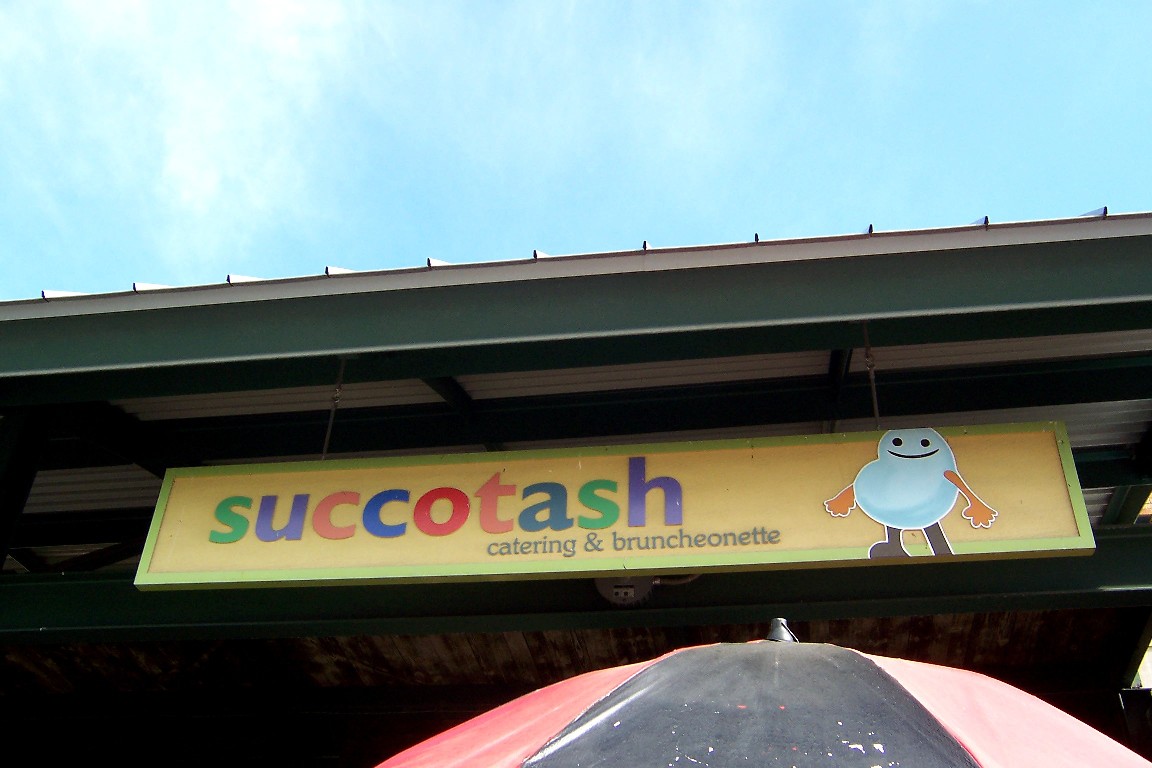 succotash
catering & bruncheonette